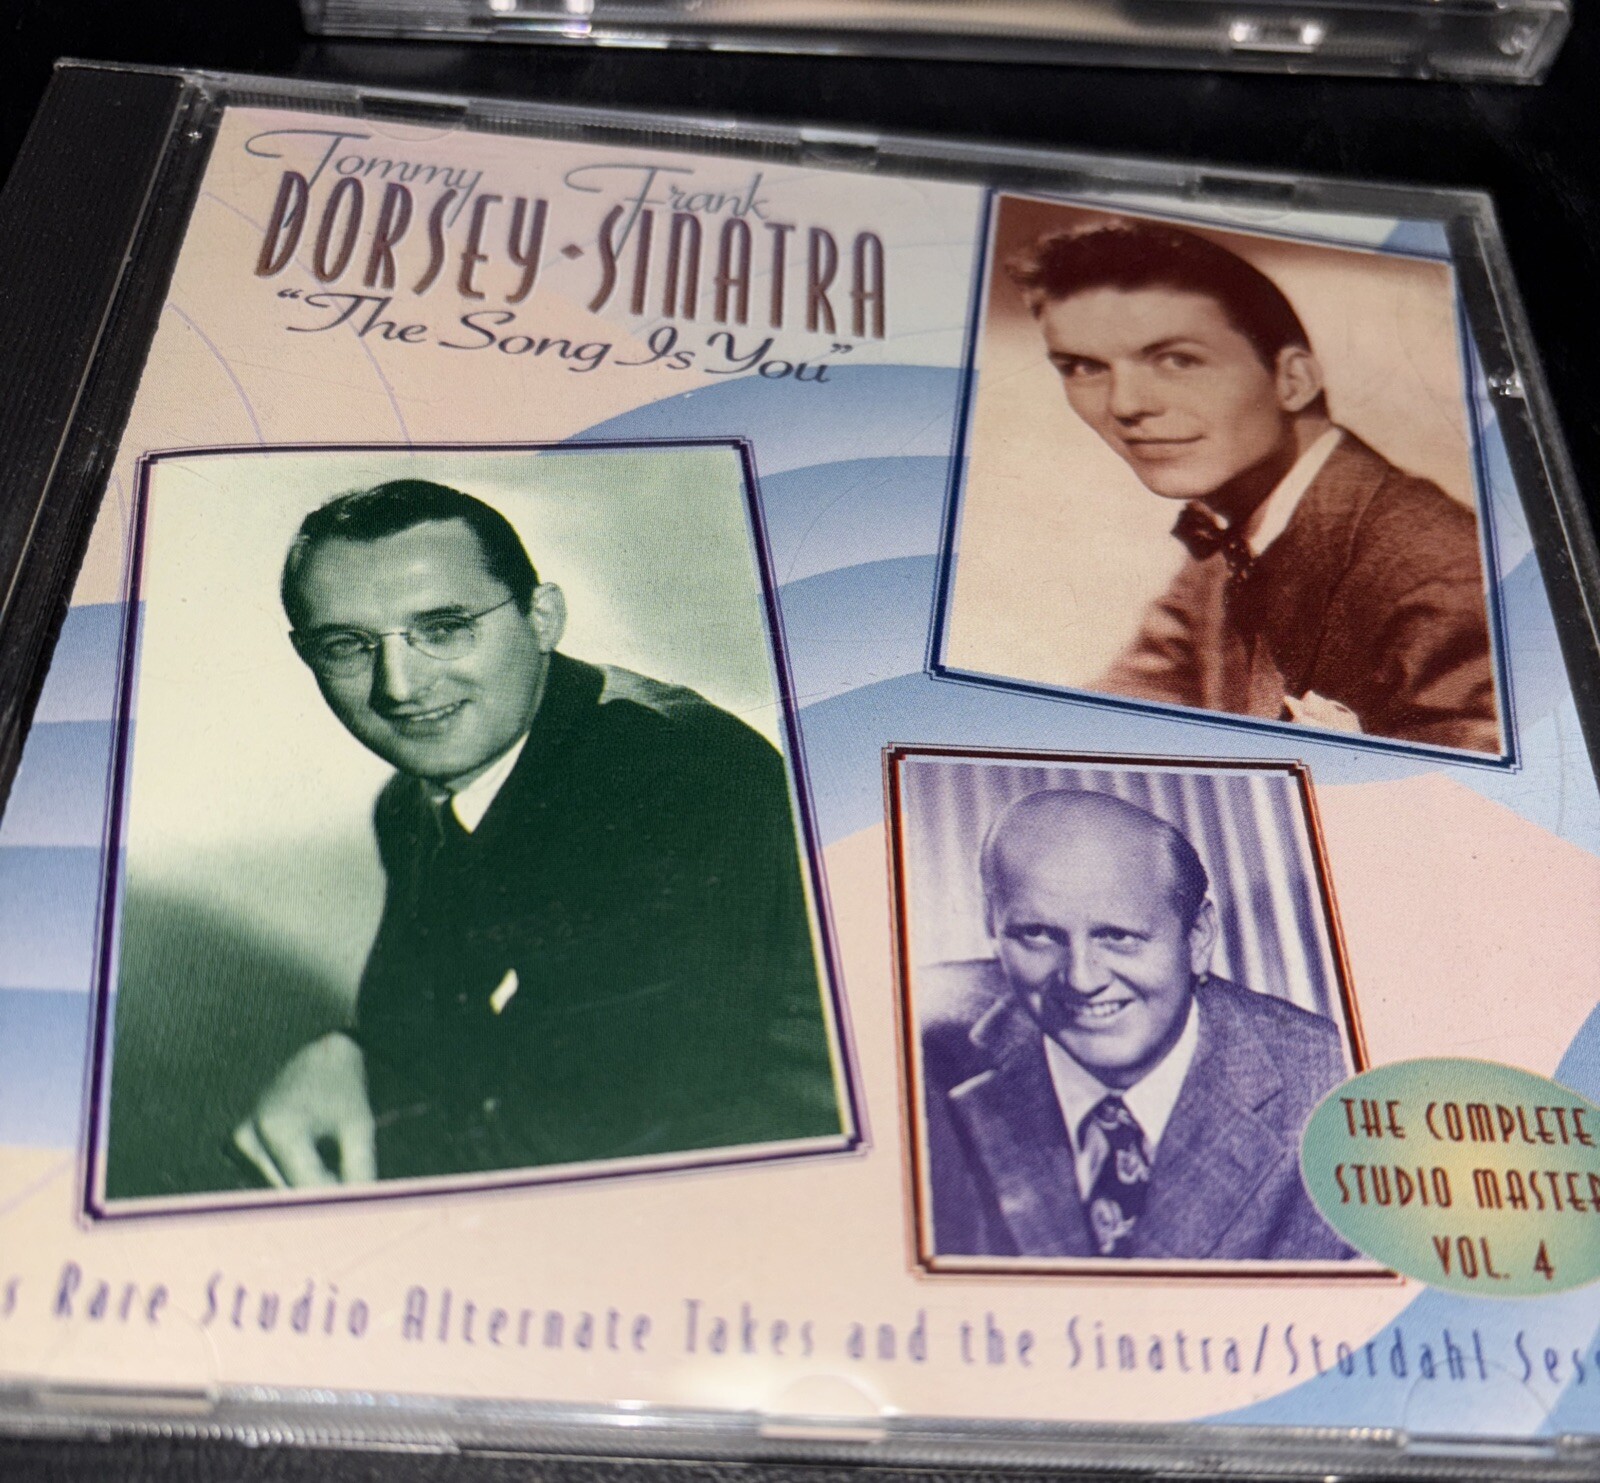 Tommy Frank
DORSEY • SINATRA
“The Song Is You”
THE COMPLETE
STUDIO
VOL. 4
Rare Studio Alternate Takes and the Sinatra/Stordahl